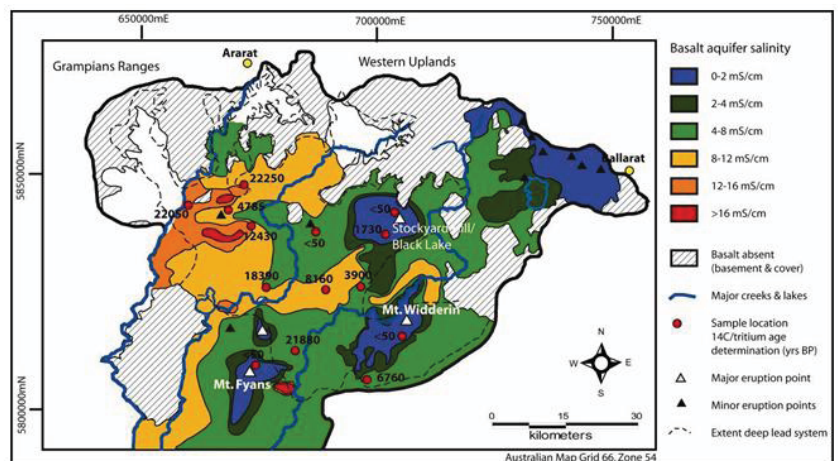 650000mE
700000mE
750000mE
Ararat
Grampians Ranges
Western Uplands
Ballarat
5850000mN
5800000mN
22250
22050
4785
12430
<50
<50
1730
Stockyard Hill/
Black Lake
18390
8160
3900
Mt. Widderin
<50
21880
<50
Mt. Fyans
6760
N
W
E
S
0 7.5 15 30
kilometers
Australian Map Grid 66, Zone 54
Basalt aquifer salinity
0-2 mS/cm
2-4 mS/cm
4-8 mS/cm
8-12 mS/cm
12-16 mS/cm
>16 mS/cm
Basalt absent
(basement & cover)
Major creeks & lakes
Sample location
14C/tritium age
determination (yrs BP)
Major eruption point
Minor eruption points
Extent deep lead system